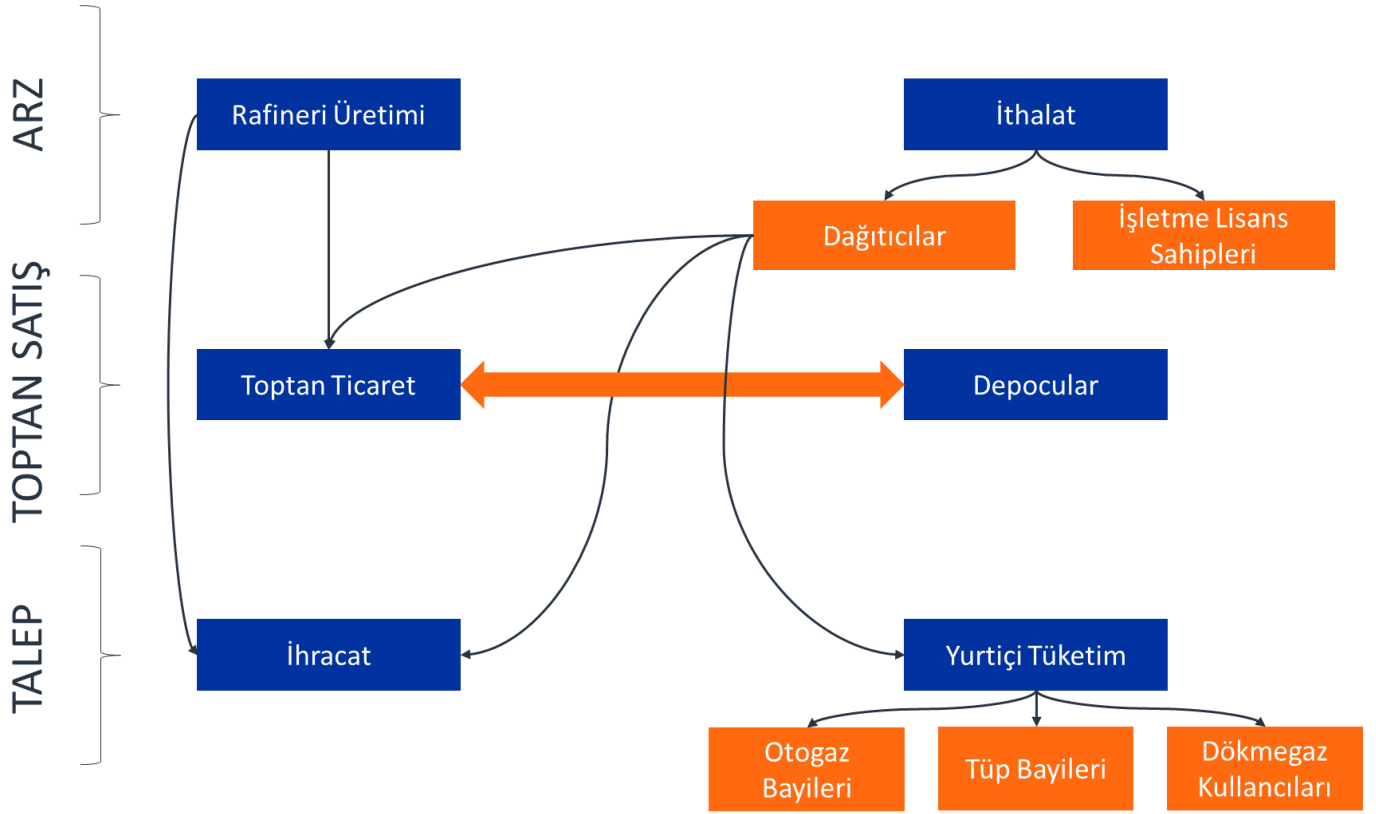 ARZ
Rafineri Üretimi
İthalat
Dağıtıcılar
İşletme Lisans
Sahipleri
TOPTAN SATIŞ
Toptan Ticaret
Depocular
TALEP
İhracat
Yurtiçi Tüketim
Otogaz
Bayileri
Tüp Bayileri
Dökmegaz
Kullancıları